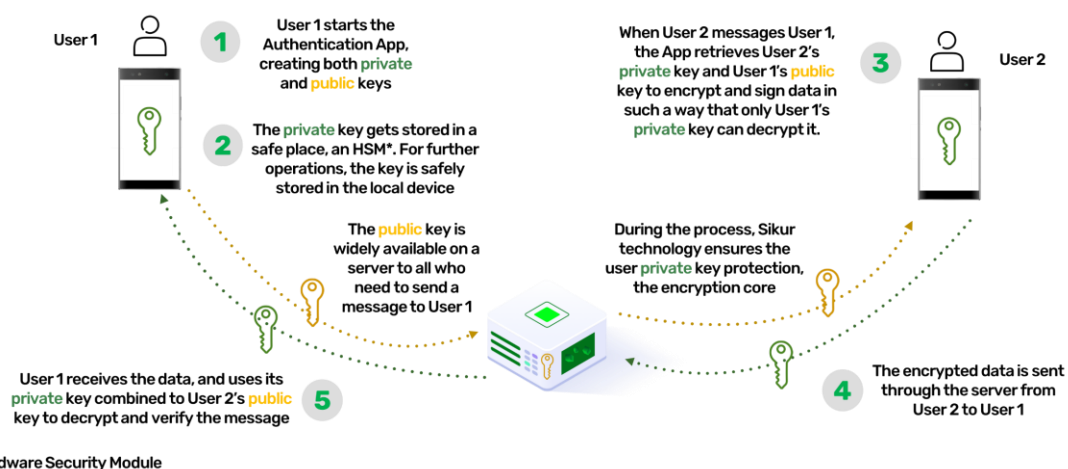 User 1
1
User 1 starts the
Authentication App,
creating both private
and public keys
2
The private key gets stored in a
safe place, an HSM*. For further
operations, the key is safely
stored in the local device
The public key is
widely available on a
server to all who
need to send a
message to User 1
When User 2 messages User 1,
the App retrieves User 2's
private key and User 1's public
key to encrypt and sign data in
such a way that only User 1's
private key can decrypt it.
3
User 2
During the process, Sikur
technology ensures the
user private key protection,
the encryption core
4
The encrypted data is sent
through the server from
User 2 to User 1
User 1 receives the data, and uses its
private key combined to User 2's public
key to decrypt and verify the message
5
dware Security Module